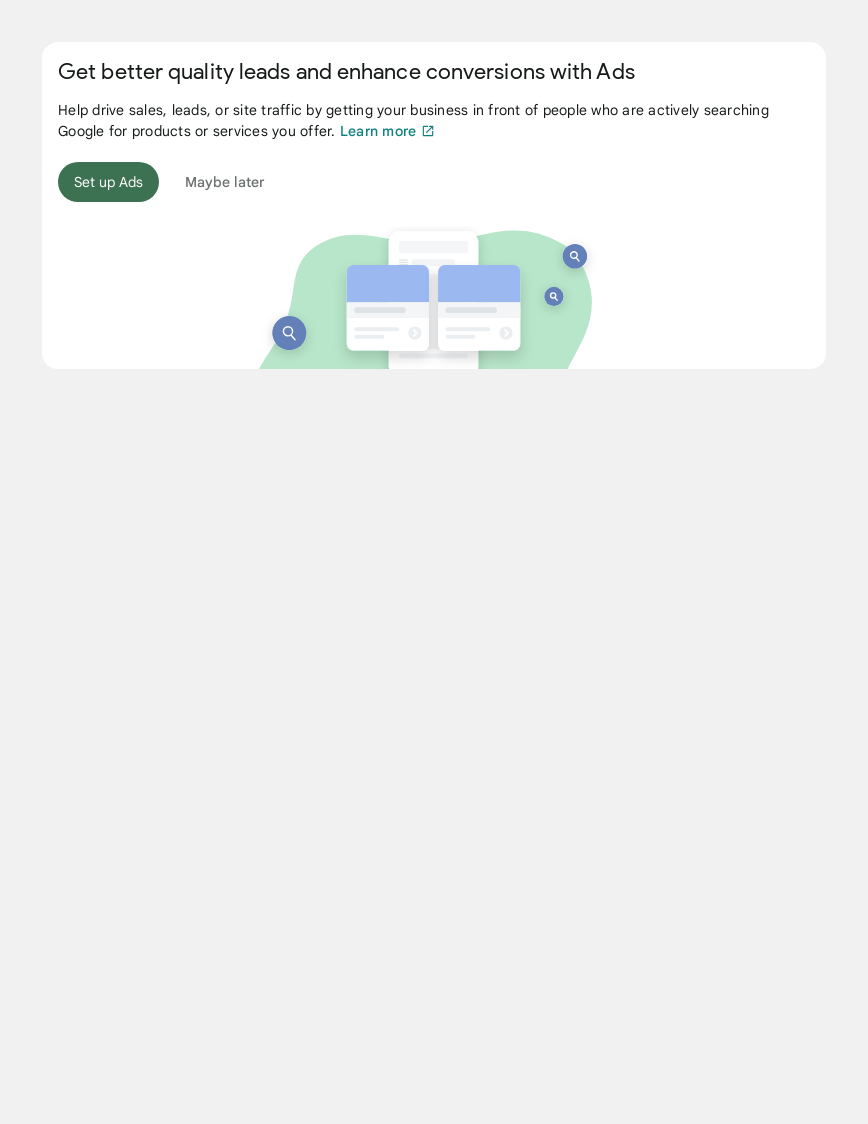 Get better quality leads and enhance conversions with Ads
Help drive sales, leads, or site traffic by getting your business in front of people who are actively searching
Google for products or services you offer. Learn more
Set up Ads
Maybe later